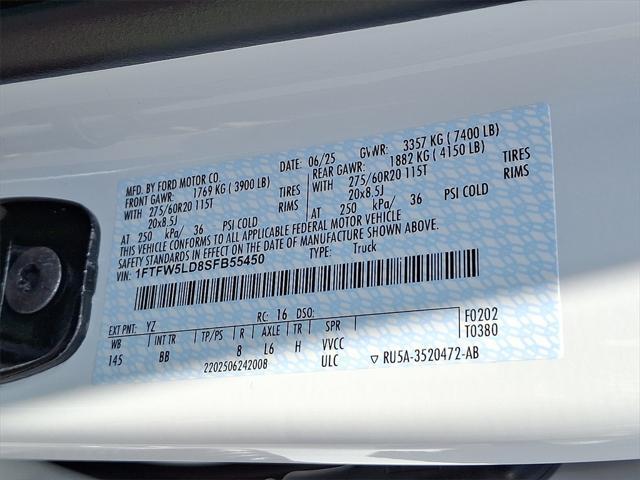 MFD. BY FORD MOTOR CO.
DATE: 06/25 GVWR: 3357 KG ( 7400 LB)
FRONT GAWR: 1769 KG ( 3900 LB) REAR GAWR: 1882 KG ( 4150 LB)
WITH 275/60R20 115T TIRES WITH 275/60R20 115T TIRES
20x8.5J RIMS 20x8.5J RIMS
AT 250 kPa/ 36 PSI COLD AT 250 kPa/ 36 PSI COLD
THIS VEHICLE CONFORMS TO ALL APPLICABLE FEDERAL MOTOR VEHICLE
SAFETY STANDARDS IN EFFECT ON THE DATE OF MANUFACTURE SHOWN ABOVE.
VIN: 1FTFW5LD8SFB55450 TYPE: Truck
EXT PNT: YZ RC: 16 DSO: F0202
WB INT TR TP/PS R AXLE TR SPR T0380
145 BB 8 L6 H VVCC
2202506242008 ULC RU5A-3520472-AB